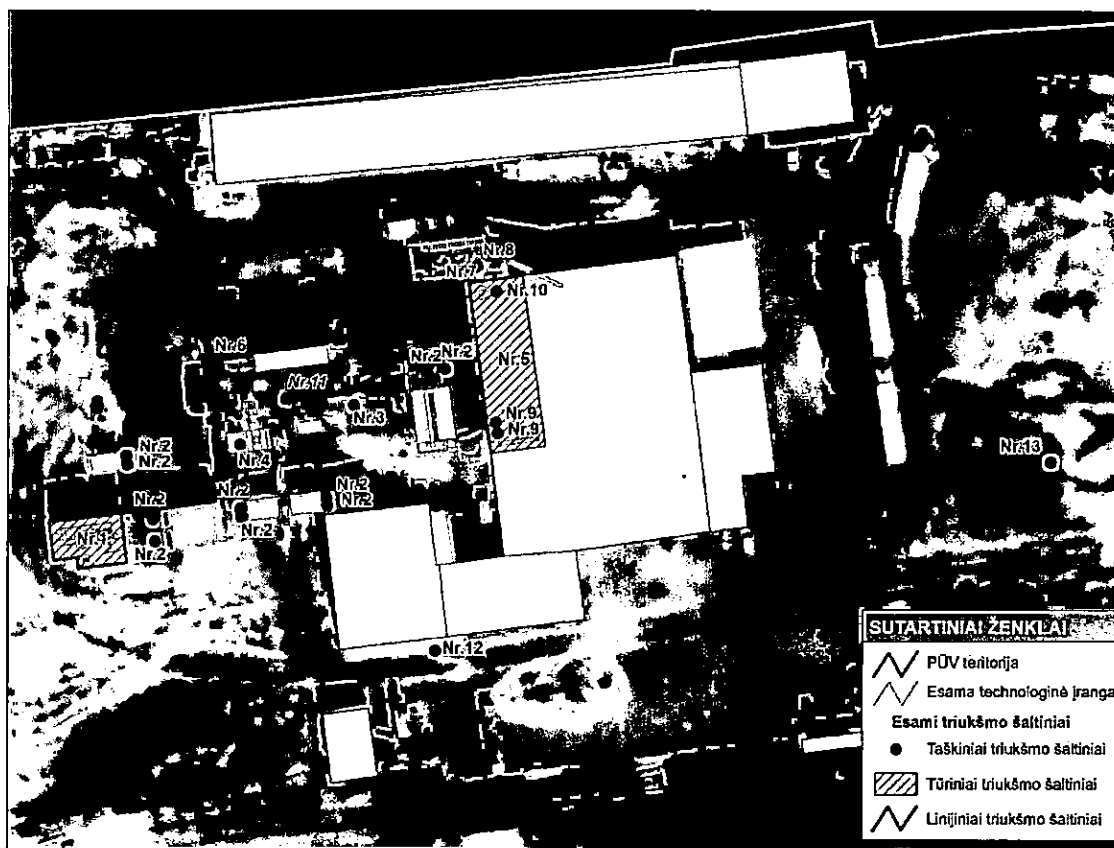 Nr.8
Nr.7
Nr.10
Nr.6
Nr.2
Nr.2
Nr.5
Nr.11
Nr.3
Nr.9
Nr.9
Nr.4
Nr.2
Nr.2
Nr.13
Nr.2
Nr.2
Nr.2
Nr.2
Nr.2
Nr.2
Nr.1
Nr.12
SUTARTINIAI ŽENKLAI
PŪV teritorija
Esama technologinė įranga
Esami triukšmo šaltiniai
Taškiniai triukšmo šaltiniai
Tūriniai triukšmo šaltiniai
Linijiniai triukšmo šaltiniai